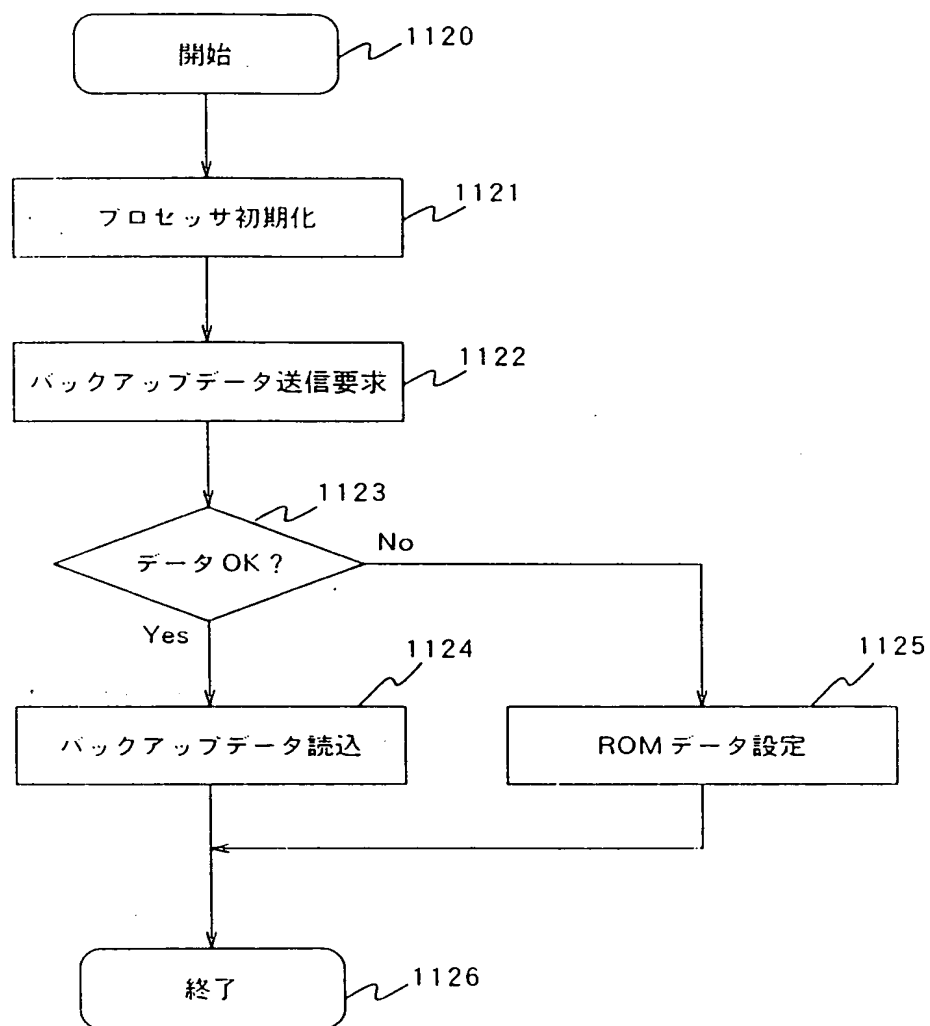 開始
1120
プロセッサ初期化
1121
バックアップデータ送信要求
1122
データOK?
1123
No
Yes
バックアップデータ読込
1124
ROMデータ設定
1125
終了
1126